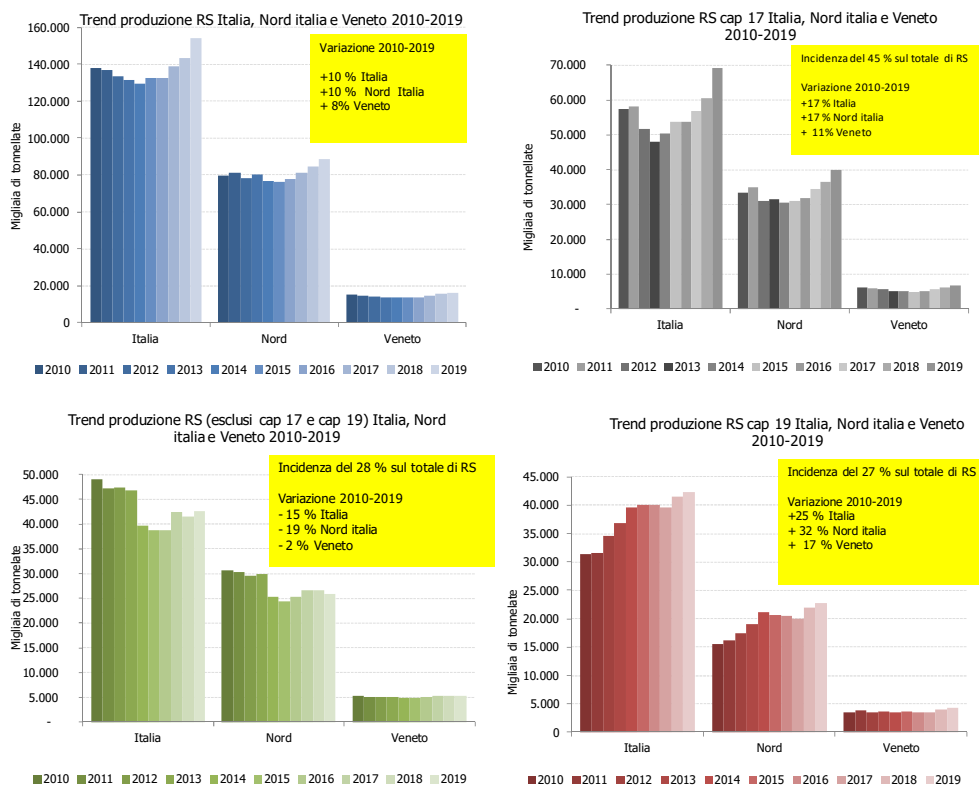 Trend produzione RS Italia, Nord italia e Veneto 2010-2019
160.000
140.000
120.000
100.000
80.000
60.000
40.000
20.000
0
Migliaia di tonnellate
Variazione 2010-2019
+10 % Italia
+10 % Nord Italia
+ 8% Veneto
Italia Nord Veneto
2010 2011 2012 2013 2014 2015 2016 2017 2018 2019
Trend produzione RS cap 17 Italia, Nord italia e Veneto
2010-2019
70.000
60.000
50.000
40.000
30.000
20.000
10.000
-
Migliaia di tonnellate
Incidenza del 45 % sul totale di RS
Variazione 2010-2019
+17 % Italia
+17 % Nord italia
+ 11% Veneto
Italia Nord Veneto
2010 2011 2012 2013 2014 2015 2016 2017 2018 2019
Trend produzione RS (esclusi cap 17 e cap 19) Italia, Nord
italia e Veneto 2010-2019
50.000
45.000
40.000
35.000
30.000
25.000
20.000
15.000
10.000
5.000
-
Migliaia di tonnelate
Incidenza del 28 % sul totale di RS
Variazione 2010-2019
- 15 % Italia
- 19 % Nord italia
- 2 % Veneto
Italia Nord Veneto
2010 2011 2012 2013 2014 2015 2016 2017 2018 2019
Trend produzione RS cap 19 Italia, Nord italia e Veneto
2010-2019
45.000
40.000
35.000
30.000
25.000
20.000
15.000
10.000
5.000
0
Migliaia di tonnellate
Incidenza del 27 % sul totale di RS
Variazione 2010-2019
+25 % Italia
+ 32 % Nord italia
+ 17 % Veneto
Italia Nord Veneto
2010 2011 2012 2013 2014 2015 2016 2017 2018 2019